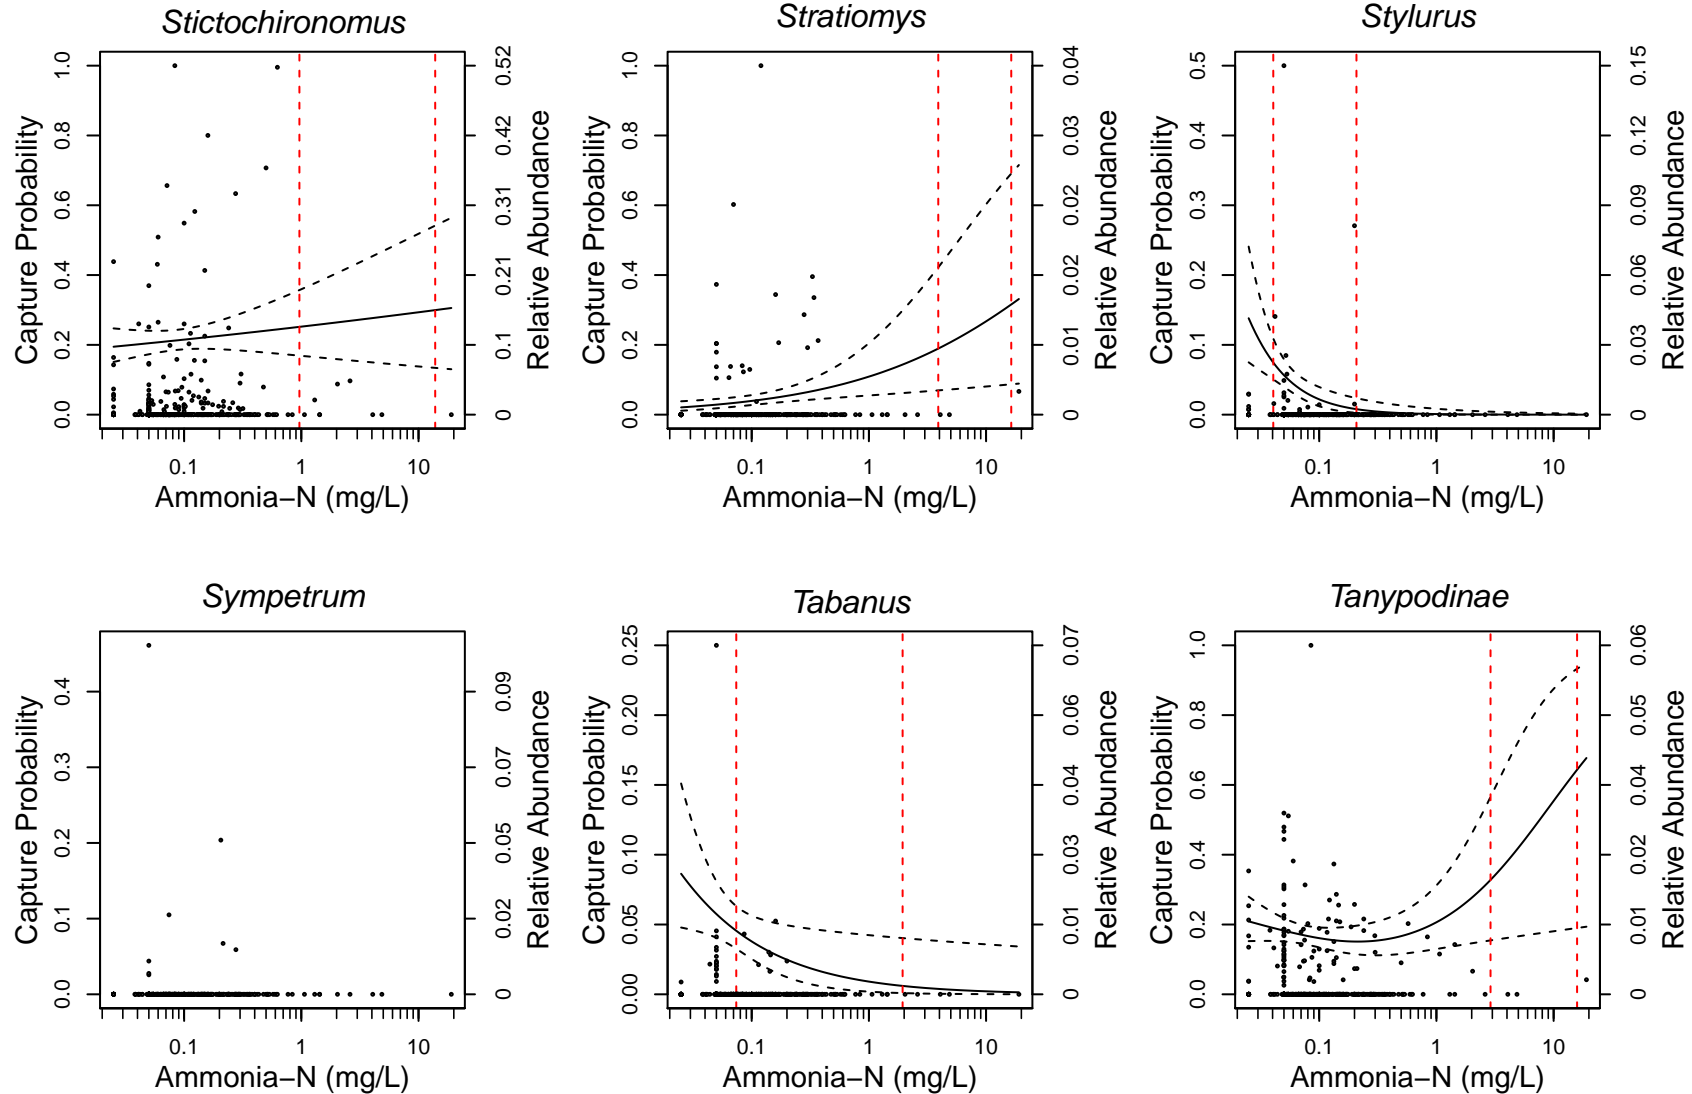 Stictochironomus
Capture Probability
0.0 0.2 0.4 0.6 0.8 1.0
0 0.1 0.21 0.31 0.42 0.52
Relative Abundance
0.1 1 10
Ammonia−N (mg/L)
Stratiomys
Capture Probability
0.0 0.2 0.4 0.6 0.8 1.0
0 0.01 0.02 0.02 0.03 0.04
Relative Abundance
0.1 1 10
Ammonia−N (mg/L)
Stylurus
Capture Probability
0.0 0.1 0.2 0.3 0.4 0.5
0 0.03 0.06 0.09 0.12 0.15
Relative Abundance
0.1 1 10
Ammonia−N (mg/L)
Sympetrum
Capture Probability
0.0 0.1 0.2 0.3 0.4
0 0.02 0.05 0.07 0.09
Relative Abundance
0.1 1 10
Ammonia−N (mg/L)
Tabanus
Capture Probability
0.00 0.05 0.10 0.15 0.20 0.25
0 0.01 0.03 0.04 0.06 0.07
Relative Abundance
0.1 1 10
Ammonia−N (mg/L)
Tanypodinae
Capture Probability
0.0 0.2 0.4 0.6 0.8 1.0
0 0.01 0.02 0.04 0.05 0.06
Relative Abundance
0.1 1 10
Ammonia−N (mg/L)